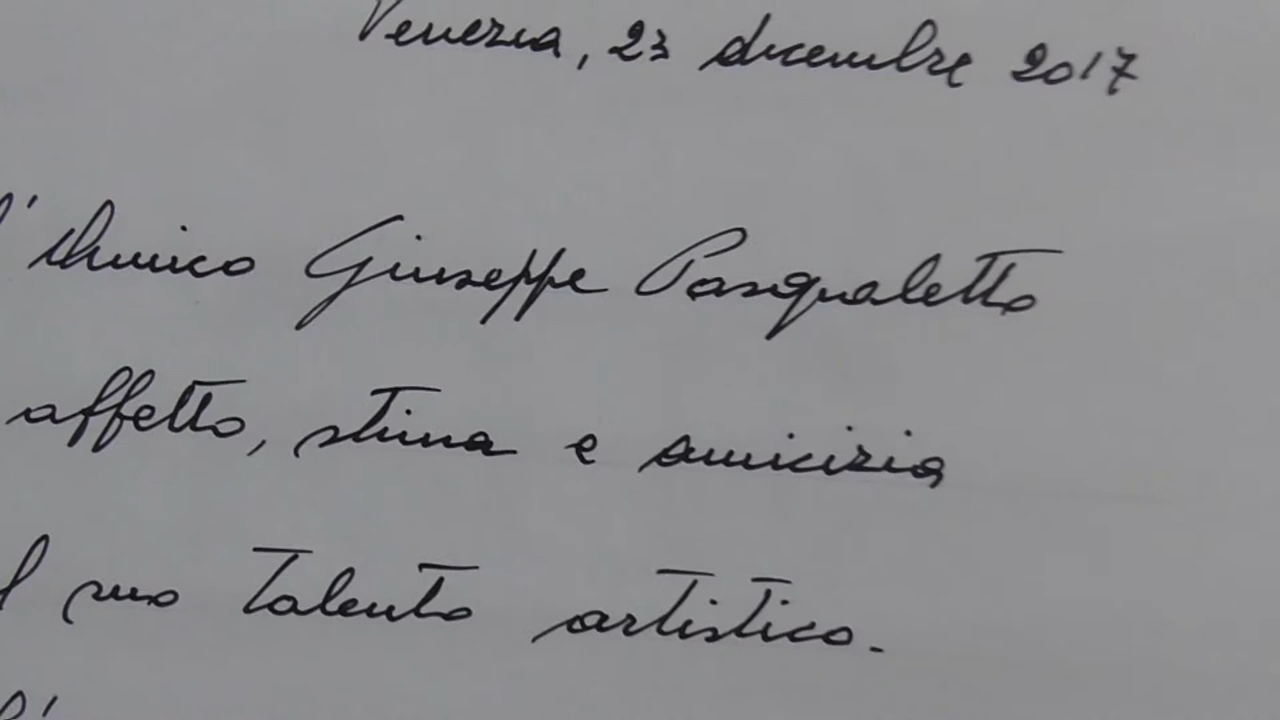 Venezia, 23 dicembre 2017
l'Amico Giuseppe Pasqualetto
affetto, stima e amicizia
l suo Talento artistico.
l'